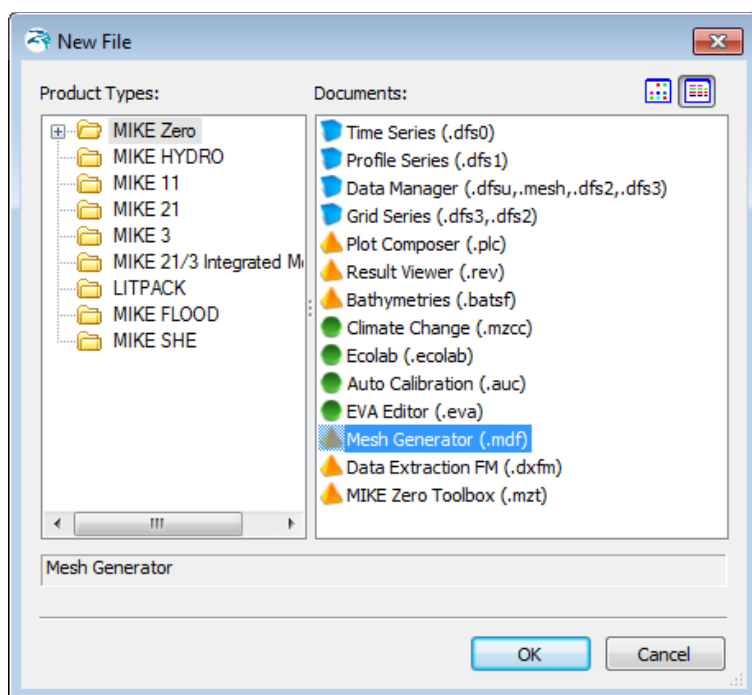 New File
Product Types:
MIKE Zero
MIKE HYDRO
MIKE 11
MIKE 21
MIKE 3
MIKE 21/3 Integrated
LITPACK
MIKE FLOOD
MIKE SHE
Documents:
Time Series (.dfs0)
Profile Series (.dfs1)
Data Manager (.dfsu,.mesh,.dfs2,.dfs3)
Grid Series (.dfs3,.dfs2)
Plot Composer (.plc)
Result Viewer (.rev)
Bathymetries (.batsf)
Climate Change (.mzcc)
Ecolab (.ecolab)
Auto Calibration (.auc)
EVA Editor (.eva)
Mesh Generator (.mdf)
Data Extraction FM (.dxfm)
MIKE Zero Toolbox (.mzt)
Mesh Generator
OK
Cancel